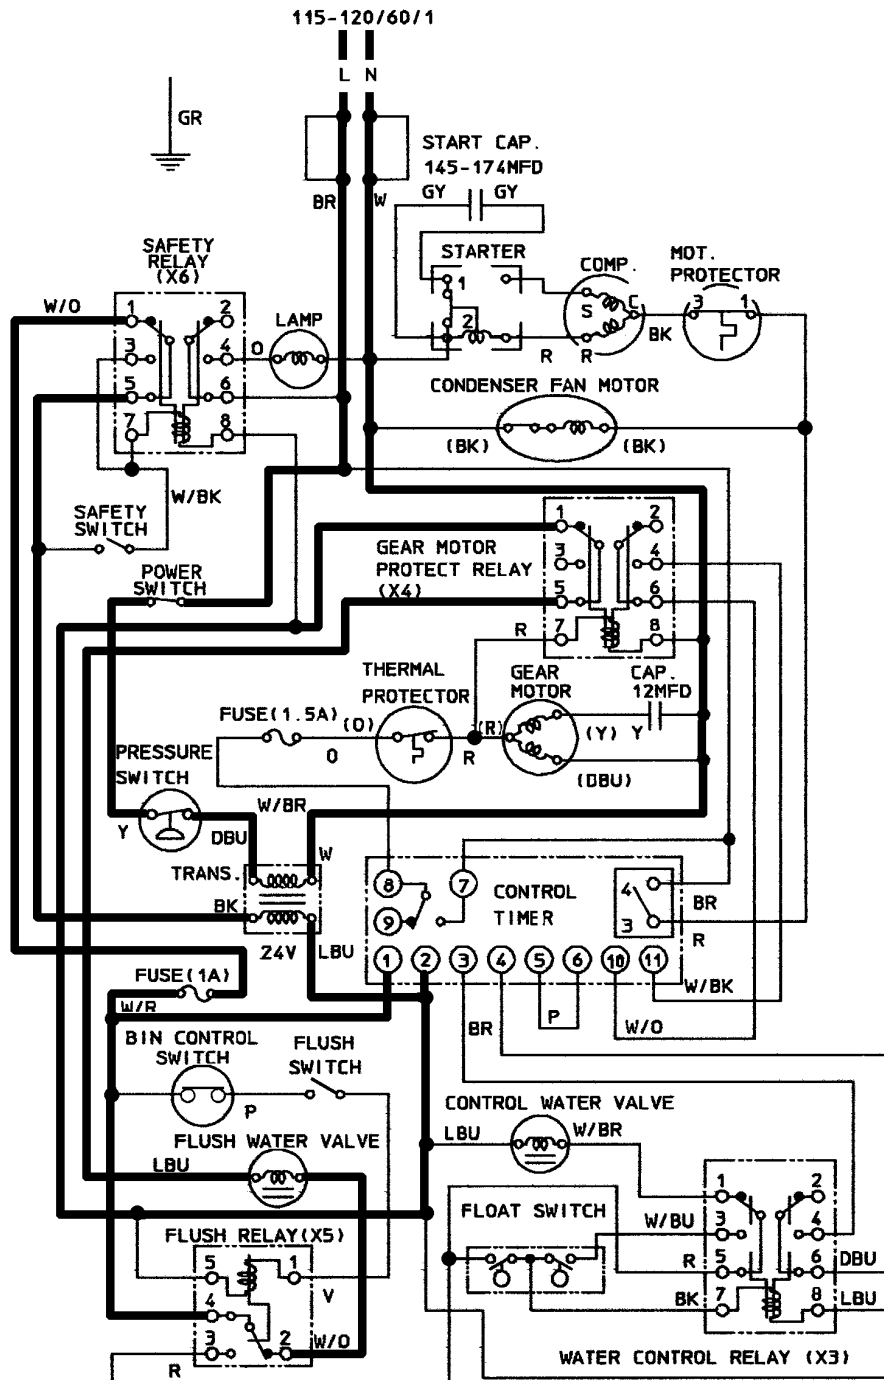 115-120/60/1
L N
GR
START CAP.
145-174MFD
GY GY
BR W
SAFETY
RELAY
(X6)
STARTER
COMP.
MOT.
PROTECTOR
W/O
1 2
LAMP
1
S C
3 1
3 4
O
2
BK
R R
5 6
CONDENSER FAN MOTOR
7 8
(BK) (BK)
W/BK
SAFETY
SWITCH
1 2
GEAR MOTOR
PROTECT RELAY
(X4)
3 4
POWER
SWITCH
5 6
R 7 8
THERMAL
PROTECTOR
GEAR
MOTOR
CAP.
12MFD
FUSE(1.5A)
(O)
O
R
(R)
(Y) Y
(DBU)
PRESSURE
SWITCH
W/BR
Y
DBU
W
TRANS.
8 7
CONTROL
TIMER
4
BR
BK
9
3
R
24V
LBU
1 2 3 4 5 6 10 11
FUSE(1A)
W/BK
W/R
BR
P
W/O
BIN CONTROL
SWITCH
FLUSH
SWITCH
P
CONTROL WATER VALVE
LBU W/BR
FLUSH WATER VALVE
LBU
1 2
FLOAT SWITCH
W/BU
3 4
FLUSH RELAY(X5)
5 1
R
5 6
DBU
V
BK
7 8
LBU
4
3 2
W/O
R
WATER CONTROL RELAY (X3)